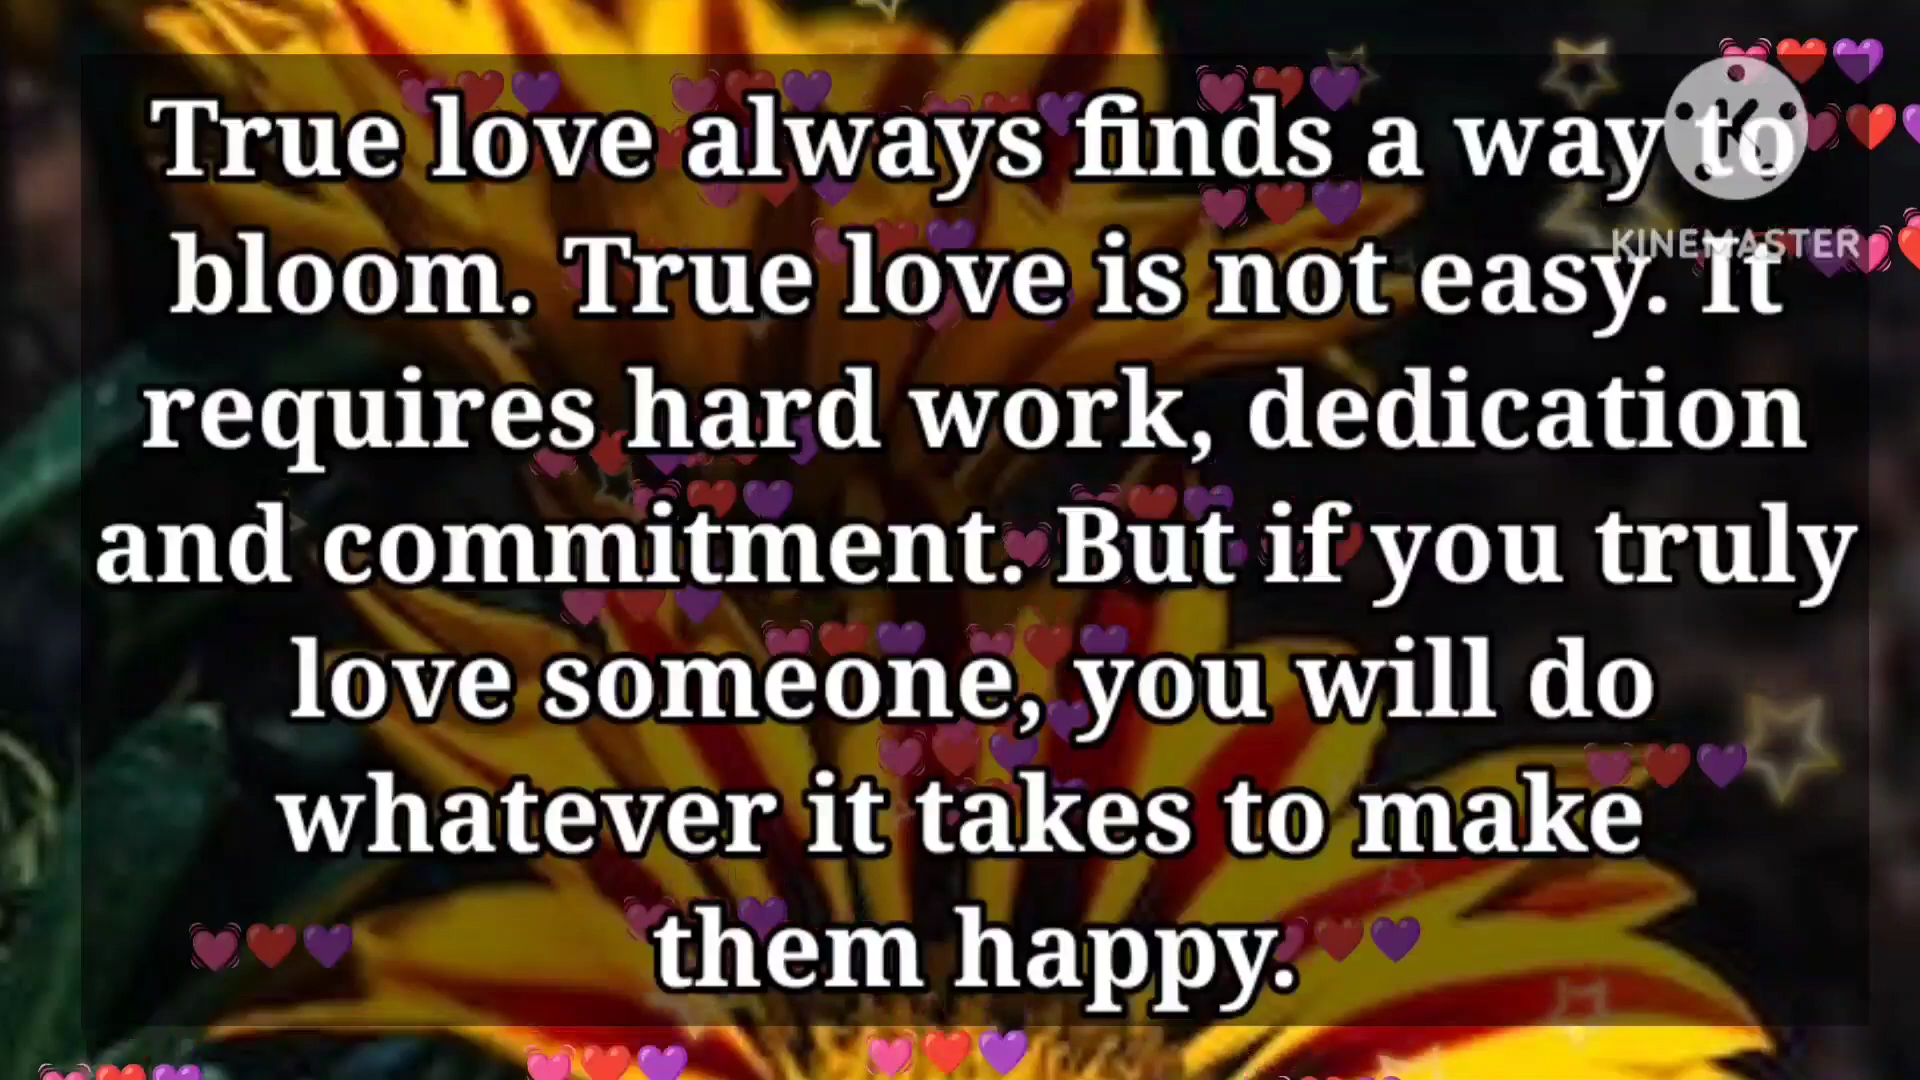 True love always finds a way to
bloom. True love is not easy. It
requires hard work, dedication
and commitment. But if you truly
love someone, you will do
whatever it takes to make
them happy.
KINEMASTER